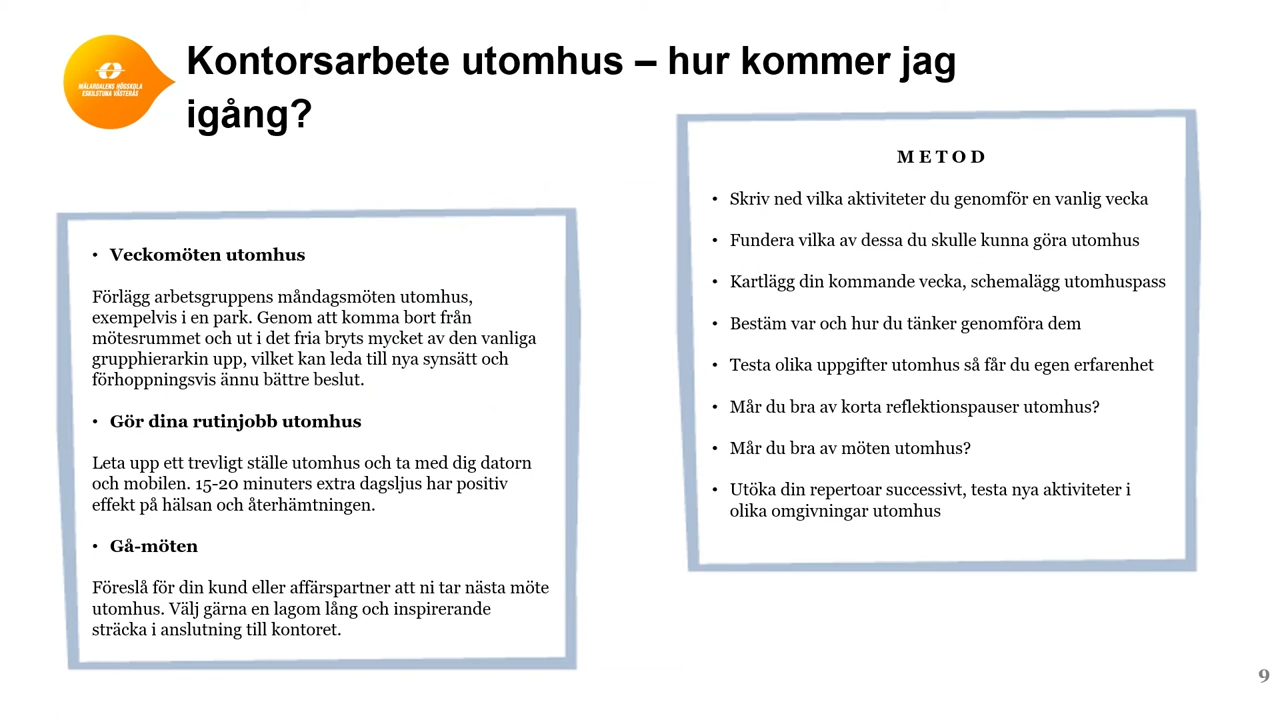 MÄLARDALENS HÖGSKOLA
ESKILSTUNA VÄSTERÅS
Kontorsarbete utomhus – hur kommer jag
igång?
• Veckomöten utomhus
Förlägg arbetsgruppens måndagsmöten utomhus,
exempelvis i en park. Genom att komma bort från
mötesrummet och ut i det fria bryts mycket av den vanliga
grupphierarkin upp, vilket kan leda till nya synsätt och
förhoppningsvis ännu bättre beslut.
• Gör dina rutinjobb utomhus
Leta upp ett trevligt ställe utomhus och ta med dig datorn
och mobilen. 15-20 minuters extra dagsljus har positiv
effekt på hälsan och återhämtningen.
• Gå-möten
Föreslå för din kund eller affärspartner att ni tar nästa möte
utomhus. Välj gärna en lagom lång och inspirerande
sträcka i anslutning till kontoret.
METOD
• Skriv ned vilka aktiviteter du genomför en vanlig vecka
• Fundera vilka av dessa du skulle kunna göra utomhus
• Kartlägg din kommande vecka, schemalägg utomhuspass
• Bestäm var och hur du tänker genomföra dem
• Testa olika uppgifter utomhus så får du egen erfarenhet
• Mår du bra av korta reflektionspauser utomhus?
• Mår du bra av möten utomhus?
• Utöka din repertoar successivt, testa nya aktiviteter i
olika omgivningar utomhus
9